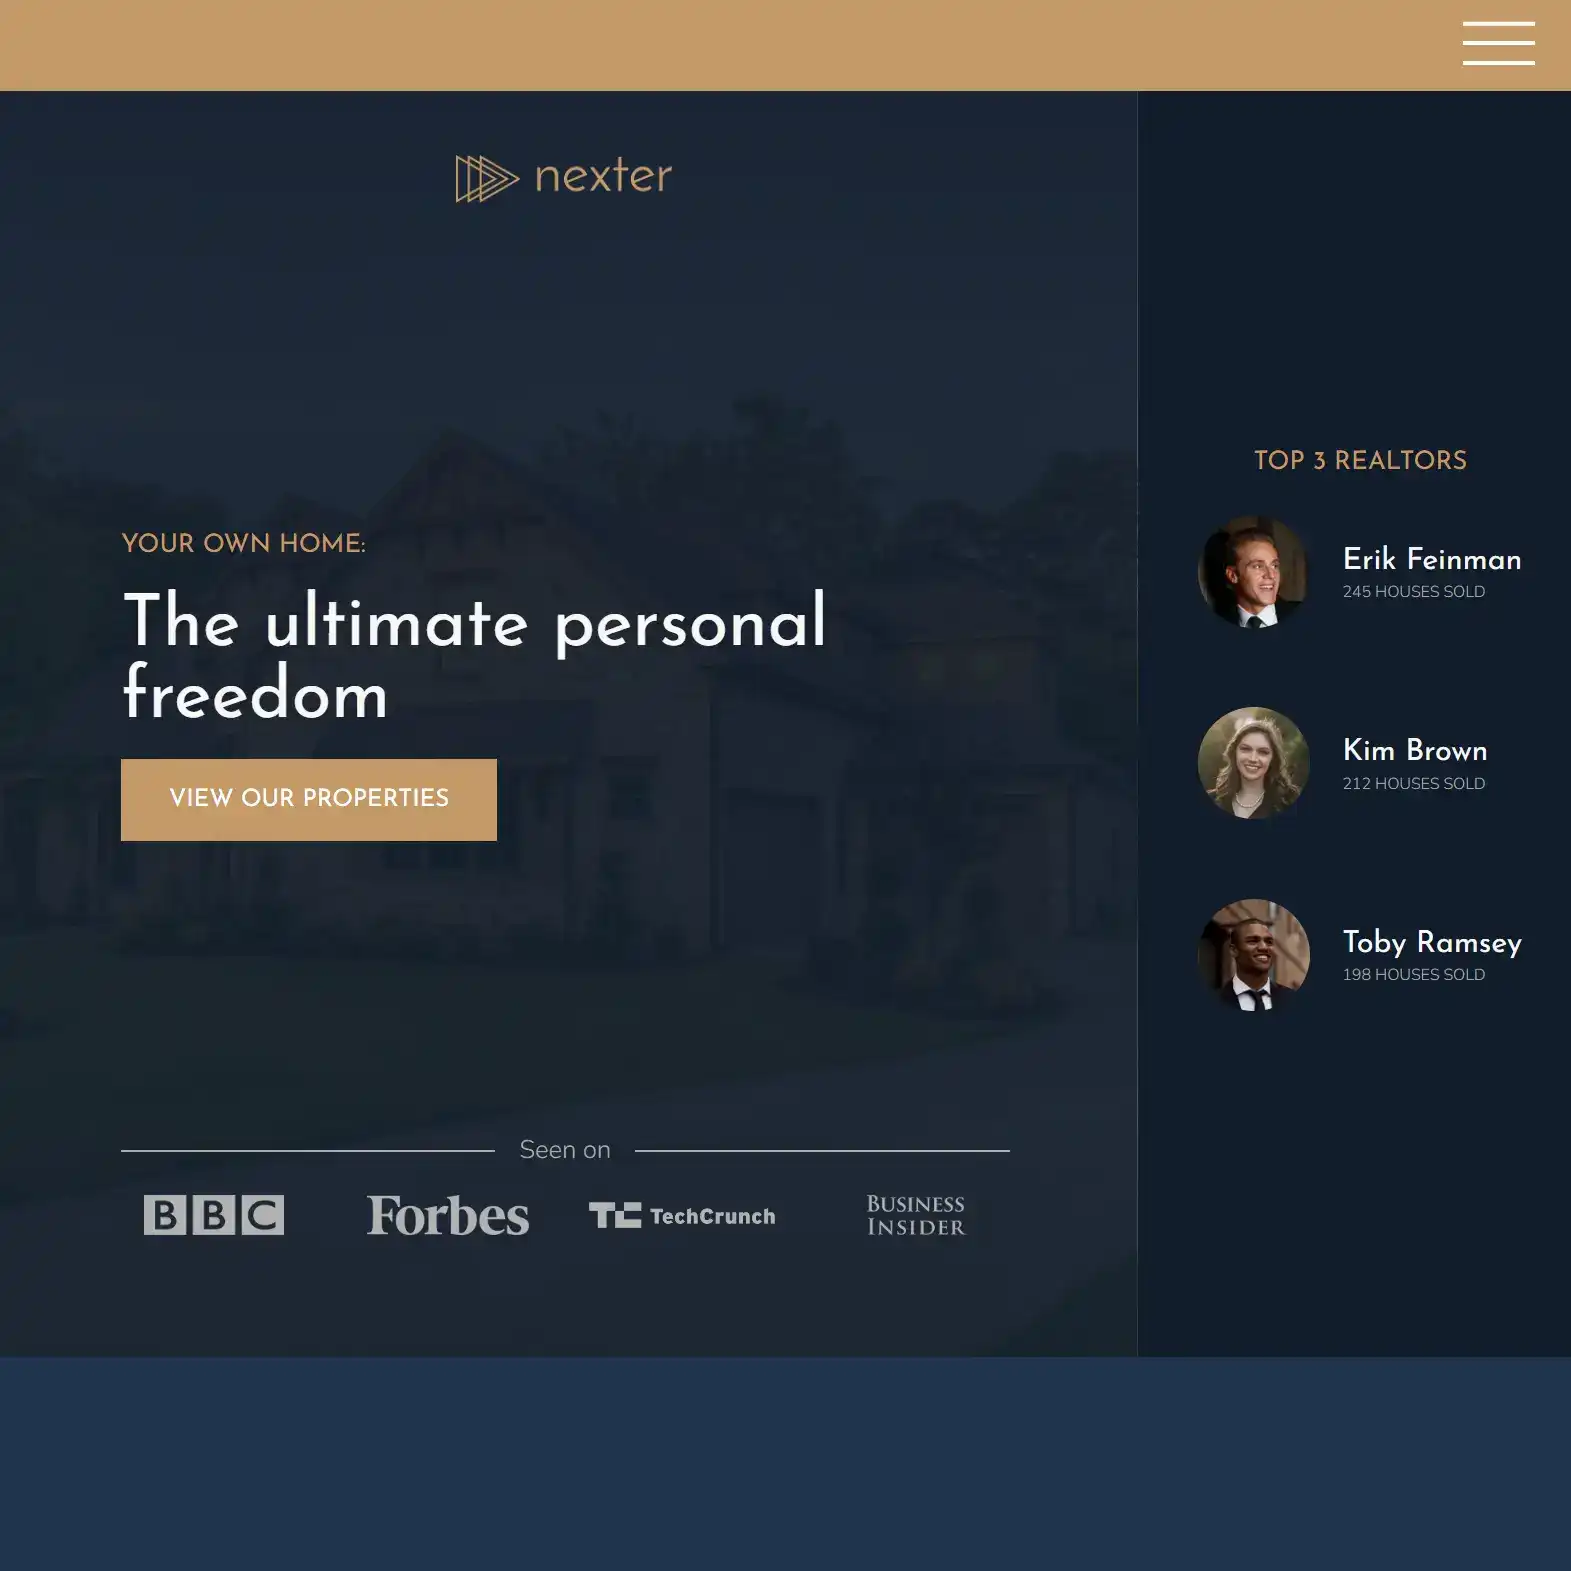 nexter
YOUR OWN HOME:
The ultimate personal
freedom
VIEW OUR PROPERTIES
Seen on
BBC
Forbes
TC TechCrunch
BUSINESS
INSIDER
TOP 3 REALTORS
Erik Feinman
245 HOUSES SOLD
Kim Brown
212 HOUSES SOLD
Toby Ramsey
198 HOUSES SOLD